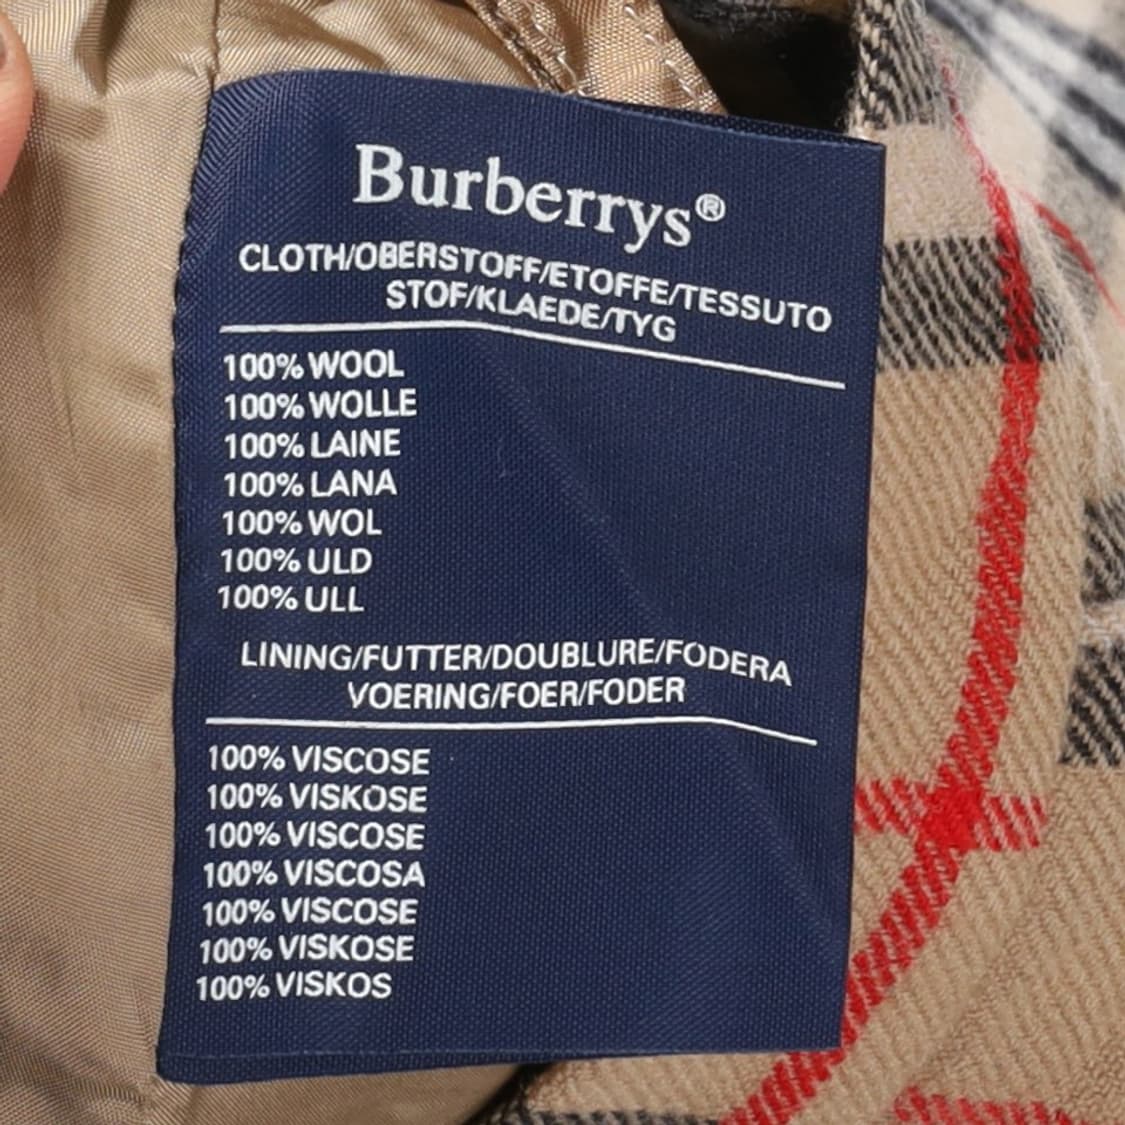 Burberrys®
CLOTH/OBERSTOFF/ETOFFE/TESSUTO
STOF/KLAEDE/TYG
100% WOOL
100% WOLLE
100% LAINE
100% LANA
100% WOL
100% ULD
100% ULL
LINING/FUTTER/DOUBLURE/FODERA
VOERING/FOER/FODER
100% VISCOSE
100% VISKOSE
100% VISCOSE
100% VISCOSA
100% VISCOSE
100% VISKOSE
100% VISKOS